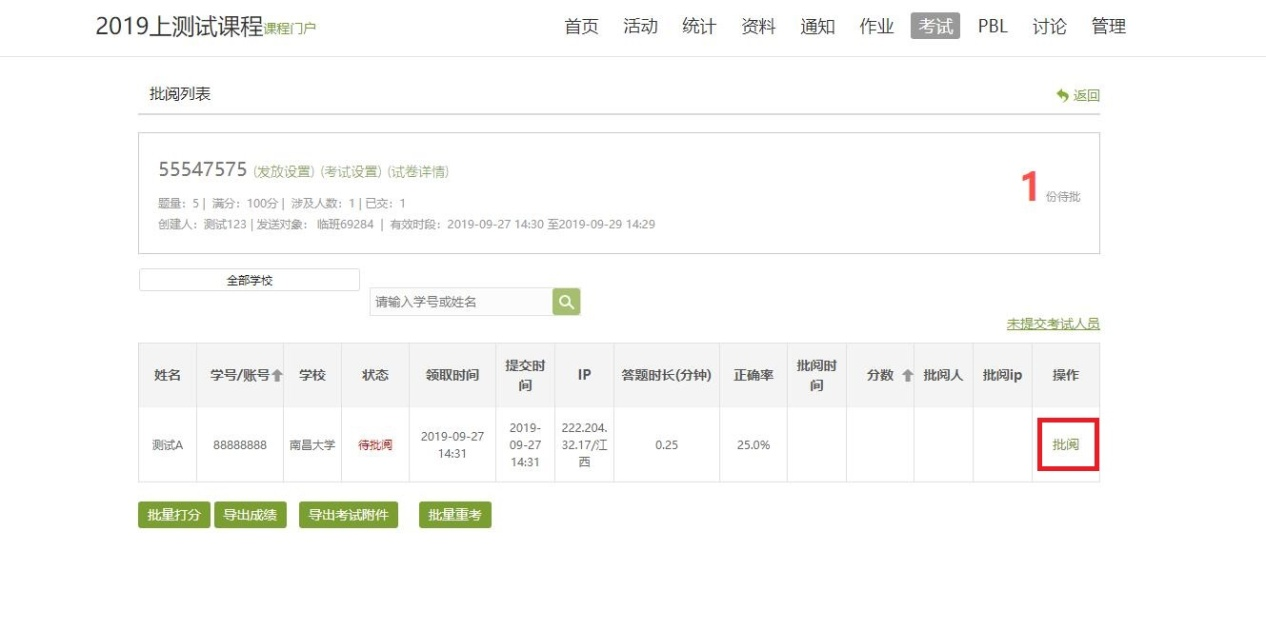 2019上测试课程课程门户
首页 活动 统计 资料 通知 作业 考试 PBL 讨论 管理
批阅列表
返回
55547575 (发放设置) (考试设置) (试卷详情)
题量：5 | 满分：100分 | 涉及人数：1 | 已交：1
创建人：测试123 | 发送对象： 临班69284 | 有效时段：2019-09-27 14:30 至2019-09-29 14:29
1 份待批
全部学校
请输入学号或姓名
未提交考试人员
姓名 学号/账号 学校 状态 领取时间 提交时间 IP 答题时长(分钟) 正确率 批阅时间 分数 批阅人 批阅ip 操作
测试A 88888888 南昌大学 待批阅 2019-09-27 14:31 2019-09-27 14:31 222.204.32.17/江西 0.25 25.0% 批阅
批量打分 导出成绩 导出考试附件 批量重考